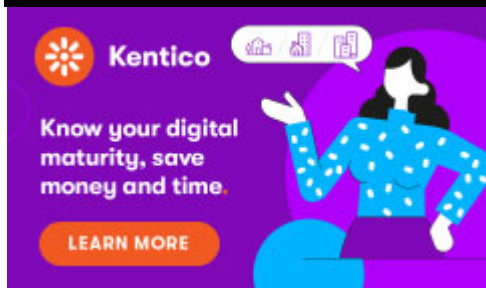 Kentico
Know your digital
maturity, save
money and time.
LEARN MORE